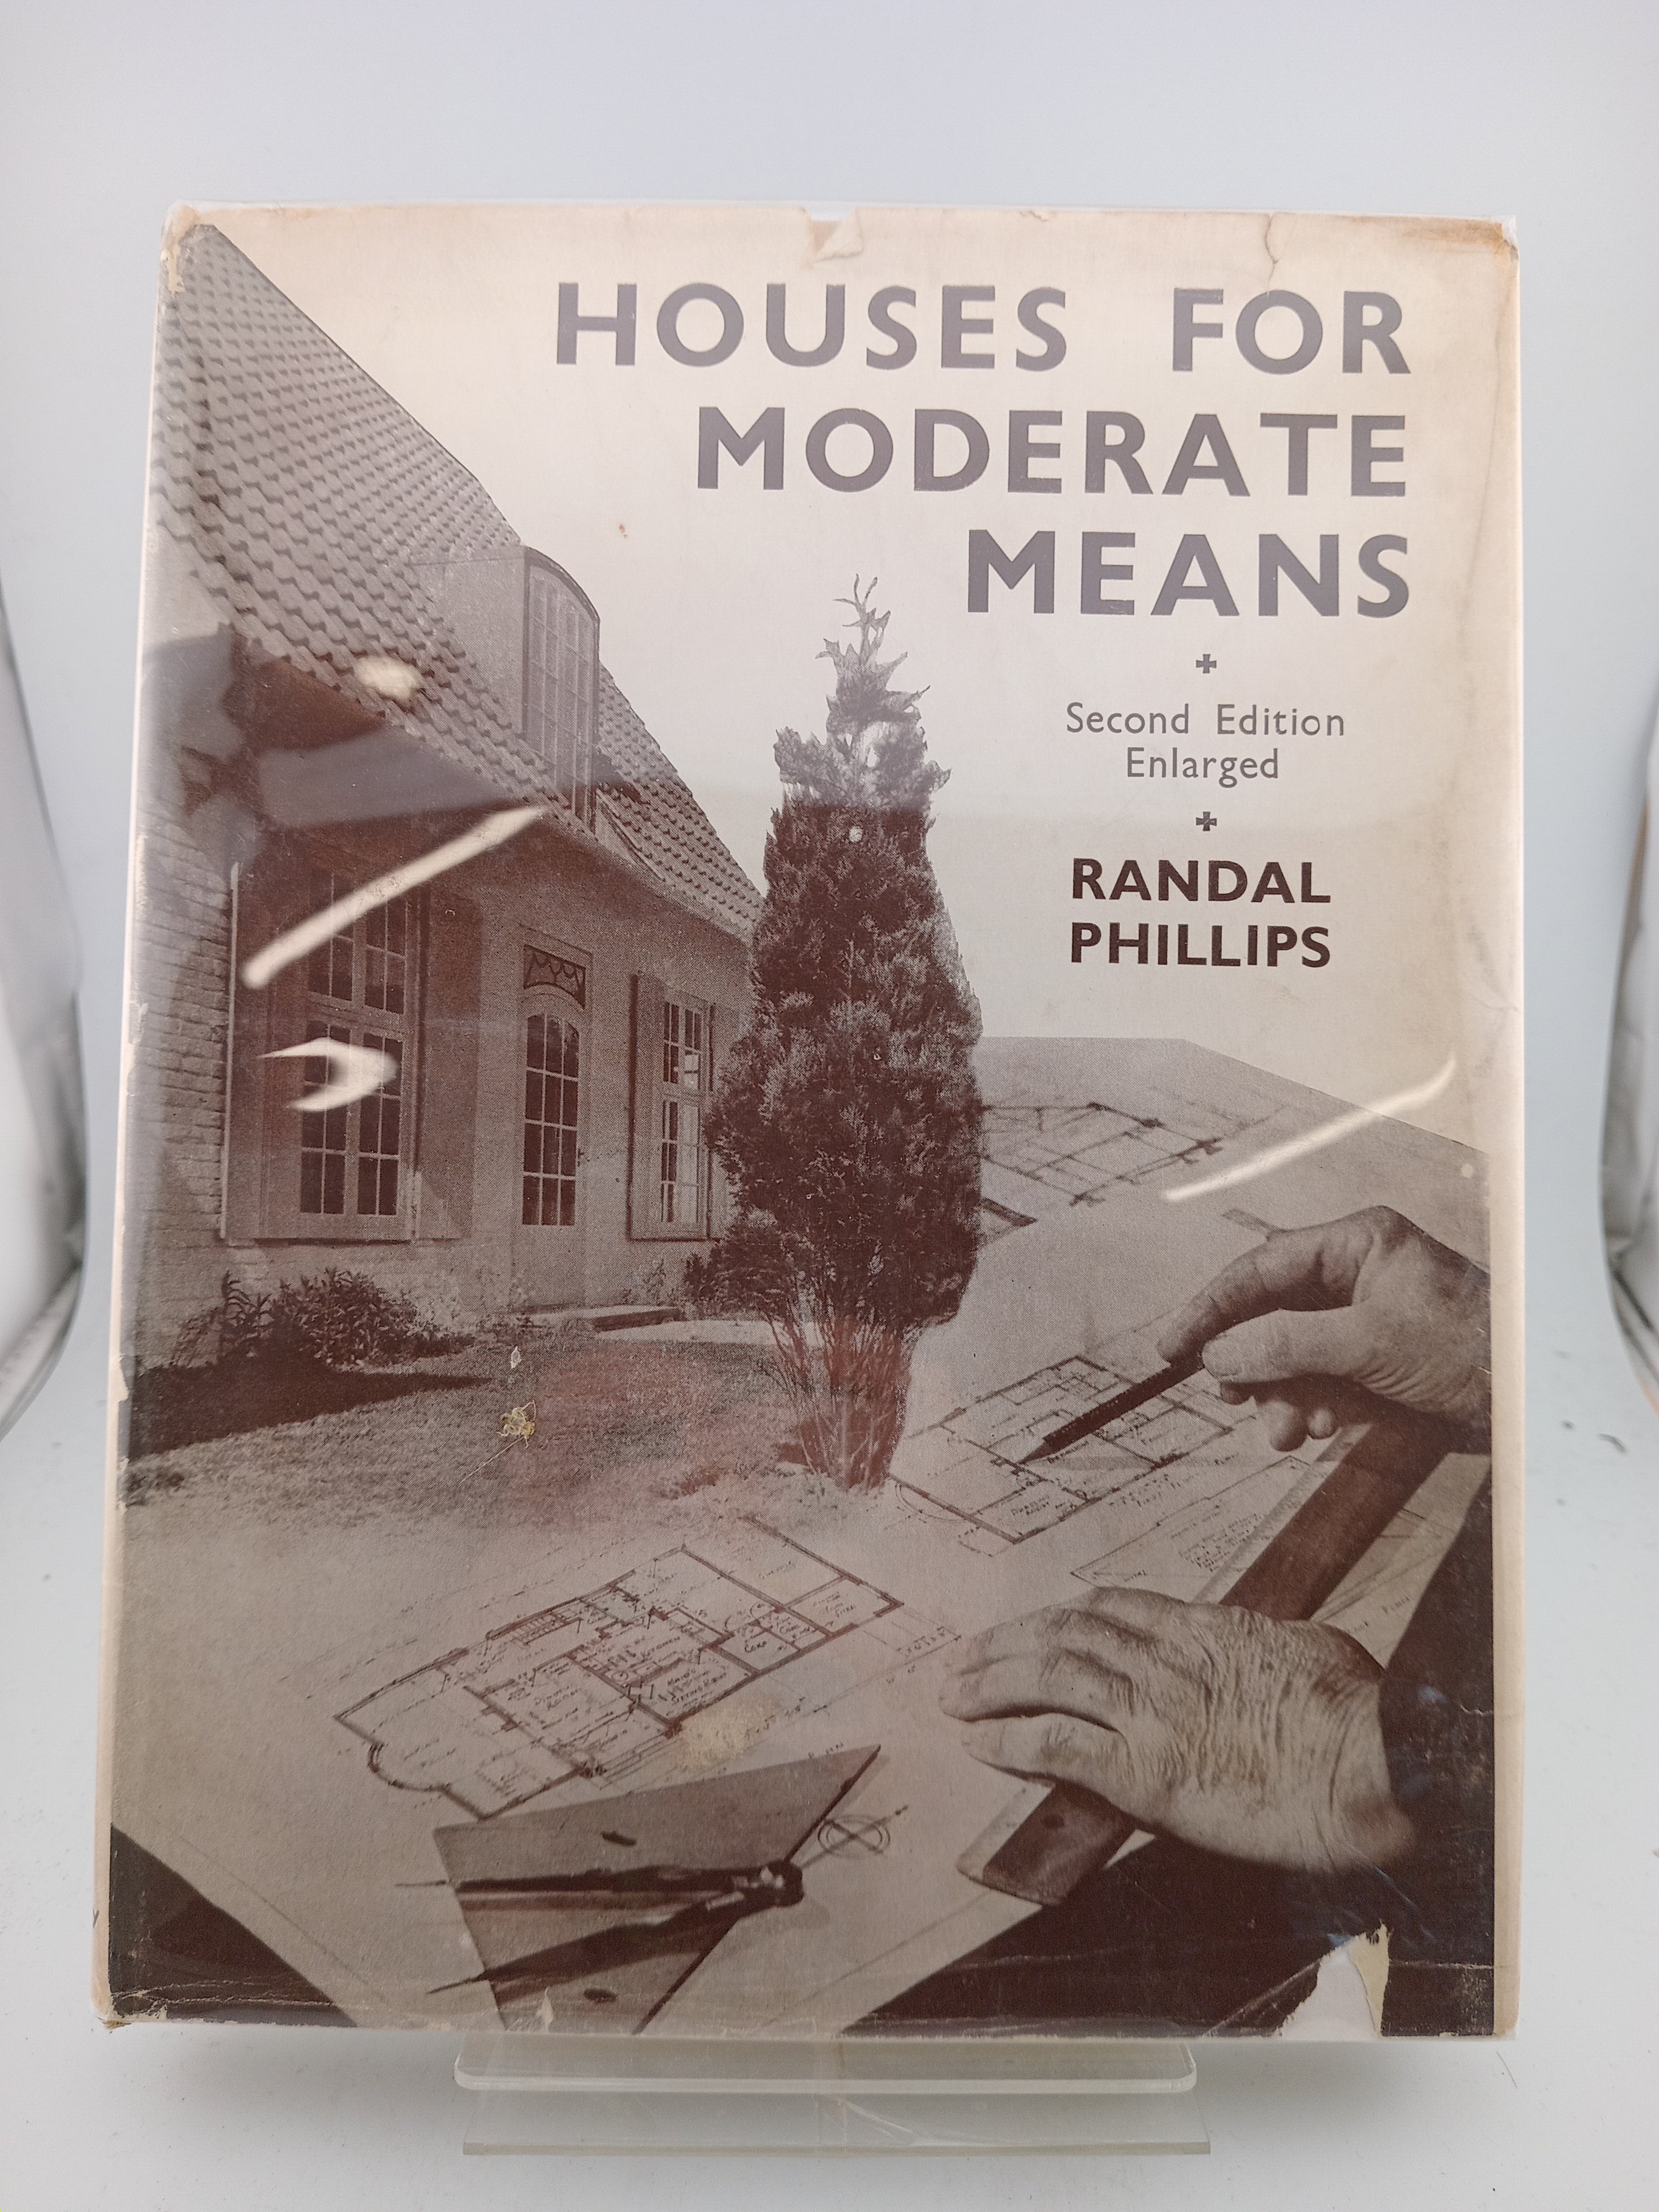 HOUSES FOR
MODERATE
MEANS
Second Edition
Enlarged
RANDAL
PHILLIPS